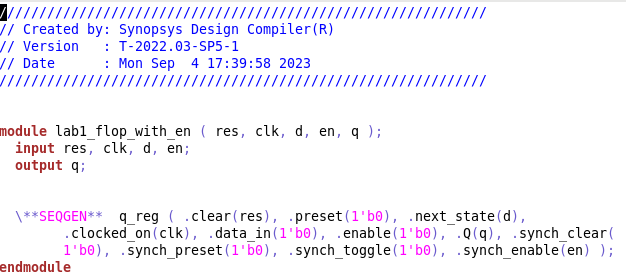 ////////////////////////////////////////////////////////////
// Created by: Synopsys Design Compiler(R)
// Version   : T-2022.03-SP5-1
// Date      : Mon Sep  4 17:39:58 2023
////////////////////////////////////////////////////////////
module lab1_flop_with_en ( res, clk, d, en, q );
  input res, clk, d, en;
  output q;
  \**SEQGEN**  q_reg ( .clear(res), .preset(1'b0), .next_state(d),
        .clocked_on(clk), .data_in(1'b0), .enable(1'b0), .Q(q), .synch_clear(
        1'b0), .synch_preset(1'b0), .synch_toggle(1'b0), .synch_enable(en) );
endmodule